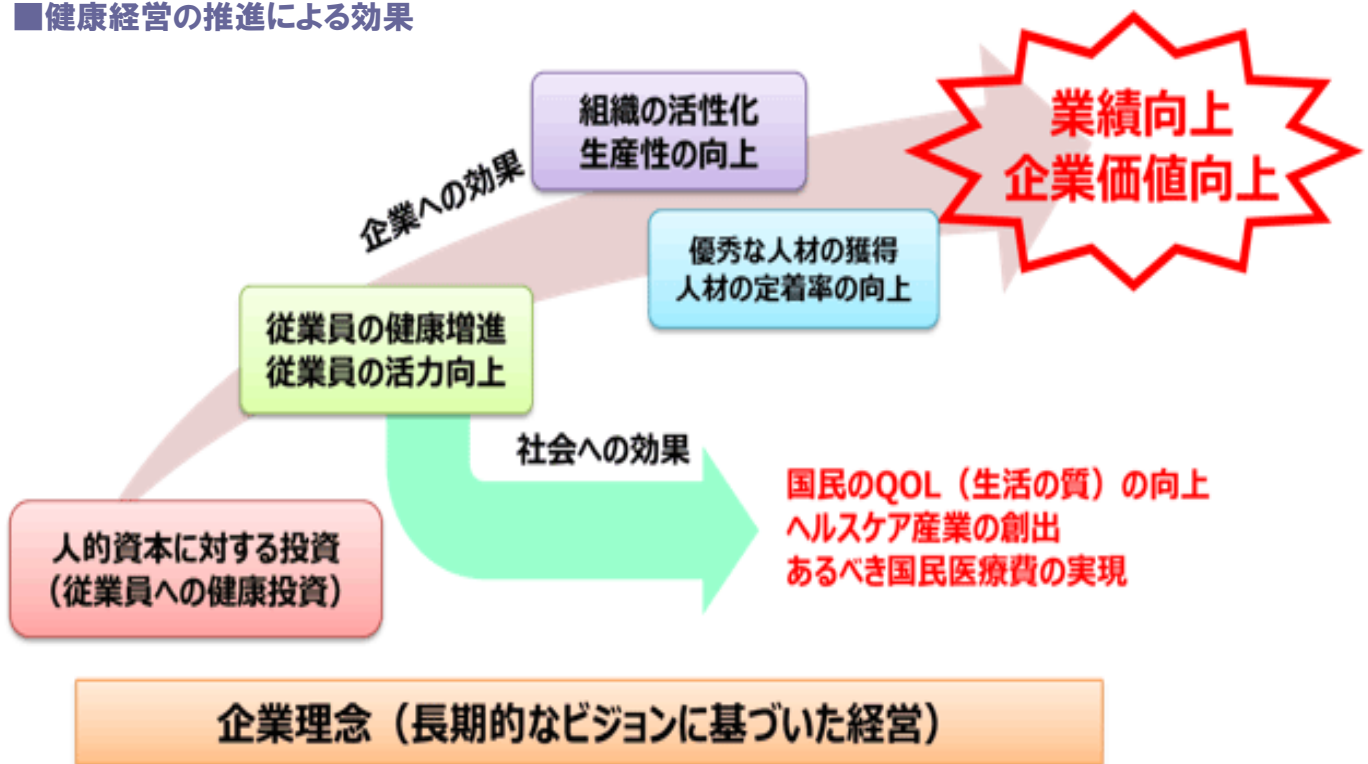 ■健康経営の推進による効果
組織の活性化
生産性の向上
業績向上
企業価値向上
企業への効果
優秀な人材の獲得
人材の定着率の向上
従業員の健康増進
従業員の活力向上
社会への効果
国民のQOL（生活の質）の向上
ヘルスケア産業の創出
あるべき国民医療費の実現
人的資本に対する投資
（従業員への健康投資）
企業理念（長期的なビジョンに基づいた経営）